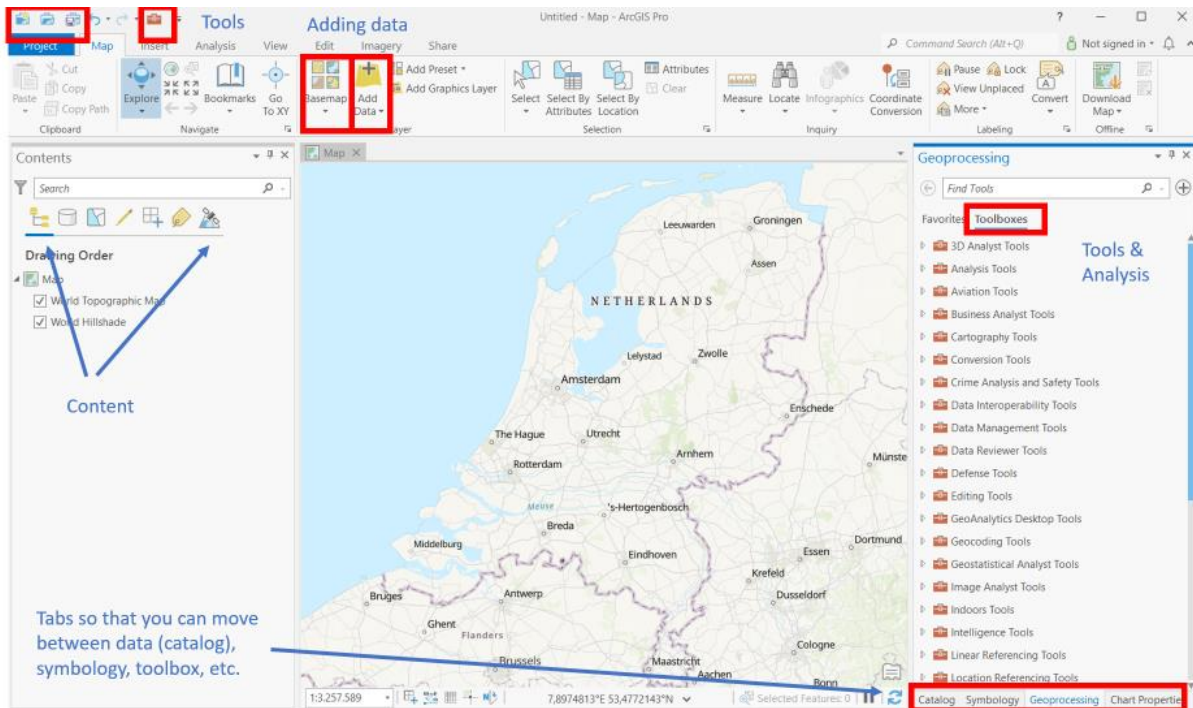 Tools
Adding data
Untitled - Map - ArcGIS Pro
?
Project Map Insert Analysis View Edit Imagery Share
Command Search (Alt+Q)
Not signed in
Paste
Cut
Copy
Copy Path
Clipboard
Explore
Bookmarks
Go
To XY
Navigate
Basemap
Add
Data
Add Preset
Add Graphics Layer
Layer
Select
Select By
Attributes
Select By
Location
Attributes
Clear
Selection
Measure
Locate
Infographics
Coordinate
Conversion
Inquiry
Pause
Lock
View Unplaced
More
Convert
Labeling
Download
Map
Offline
Contents
Search
Drawing Order
Map
World Topographic Map
World Hillshade
Content
Tabs so that you can move
between data (catalog),
symbology, toolbox, etc.
Map
Leeuwarden
Groningen
Assen
NETHERLANDS
Lelystad
Zwolle
Amsterdam
Enschede
The Hague
Utrecht
Arnhem
Münste
Rotterdam
Meuse
's-Hertogenbosch
Breda
Middelburg
Eindhoven
Essen
Dortmund
Krefeld
Dusseldorf
Bruges
Antwerp
Ghent
Flanders
Cologne
Brussels
Maastricht
Aachen
Bonn
1:3.257.589
7,8974813°E 53,4772143°N
Selected Features: 0
Geoprocessing
Find Tools
Favorites Toolboxes
Tools &
Analysis
3D Analyst Tools
Analysis Tools
Aviation Tools
Business Analyst Tools
Cartography Tools
Conversion Tools
Crime Analysis and Safety Tools
Data Interoperability Tools
Data Management Tools
Data Reviewer Tools
Defense Tools
Editing Tools
GeoAnalytics Desktop Tools
Geocoding Tools
Geostatistical Analyst Tools
Image Analyst Tools
Indoors Tools
Intelligence Tools
Linear Referencing Tools
Location Referencing Tools
Catalog Symbology Geoprocessing Chart Propertie